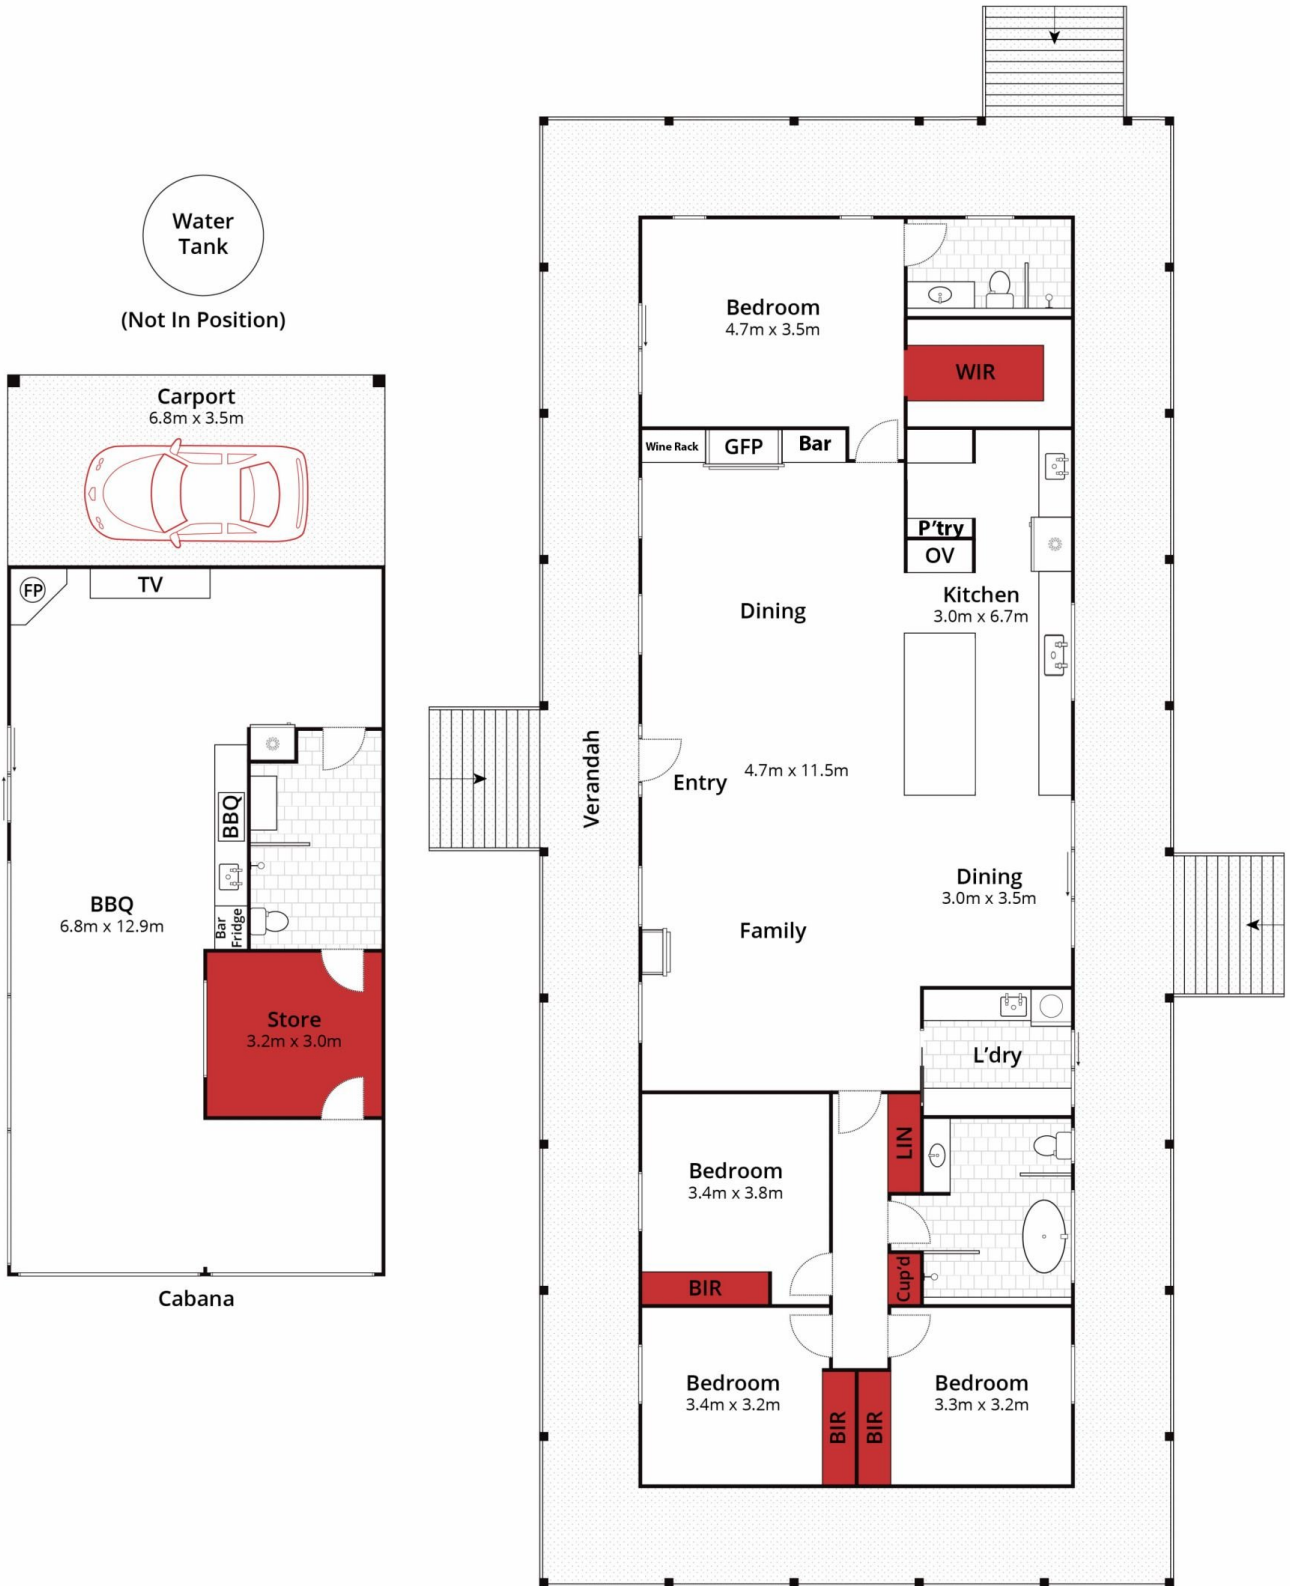 Water
Tank
(Not In Position)
Carport
6.8m x 3.5m
FP
TV
BBQ
BBQ
6.8m x 12.9m
Bar
Fridge
Store
3.2m x 3.0m
Cabana
Bedroom
4.7m x 3.5m
WIR
Wine Rack
GFP
Bar
P'try
OV
Kitchen
3.0m x 6.7m
Dining
Verandah
Entry
4.7m x 11.5m
Dining
3.0m x 3.5m
Family
L'dry
LIN
Bedroom
3.4m x 3.8m
BIR
Cup'd
Bedroom
3.4m x 3.2m
BIR
BIR
Bedroom
3.3m x 3.2m